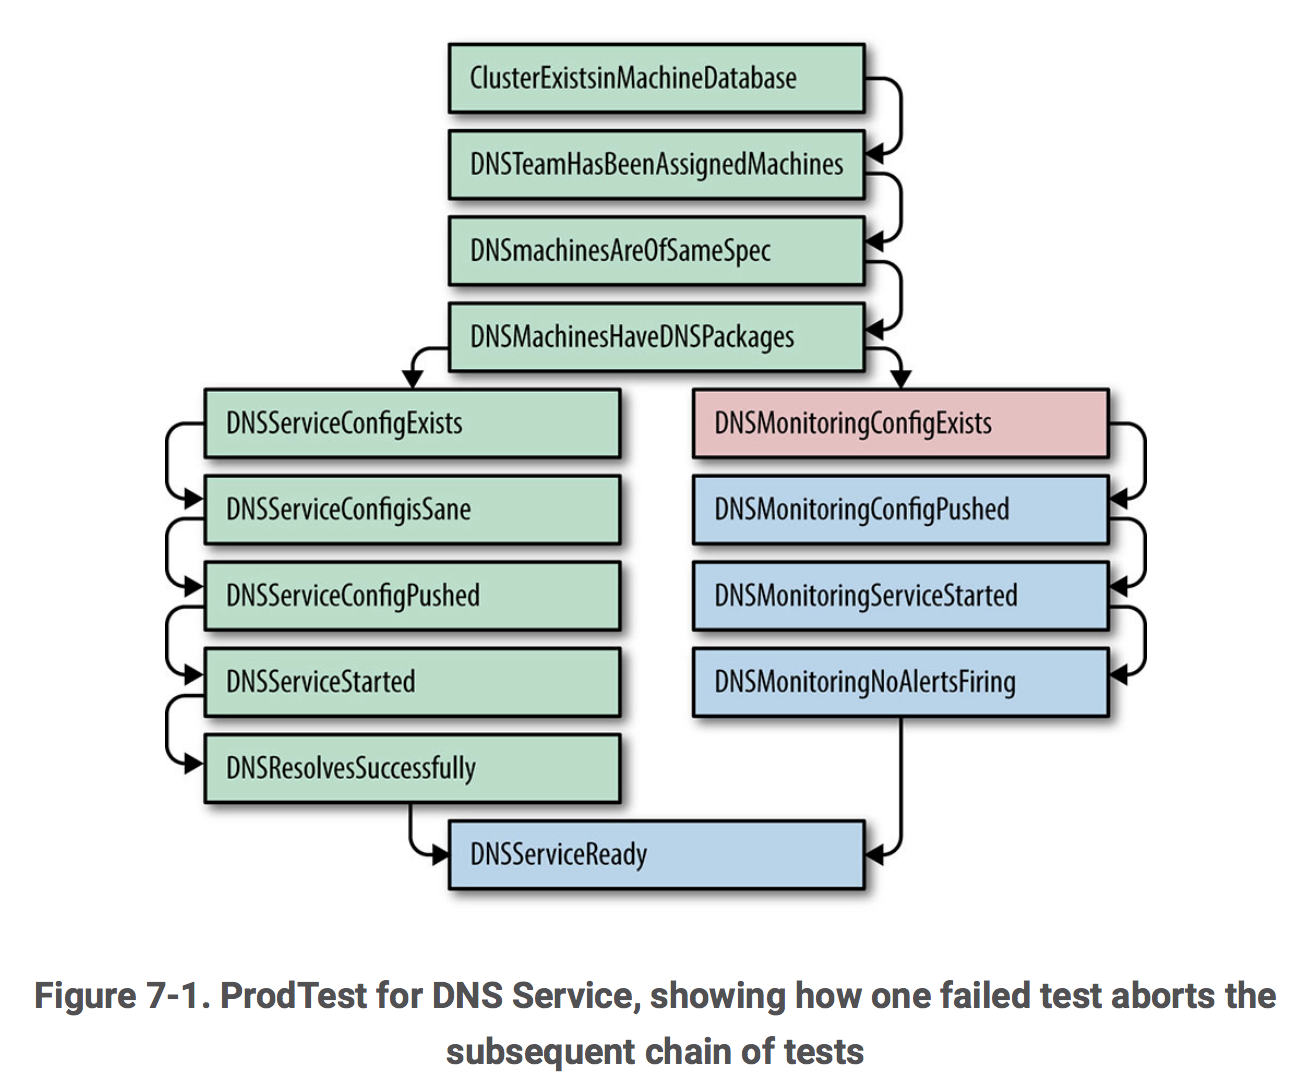 ClusterExistsinMachineDatabase
DNSTeamHasBeenAssignedMachines
DNSmachinesAreOfSameSpec
DNSMachinesHaveDNSPackages
DNSServiceConfigExists
DNSServiceConfigisSane
DNSServiceConfigPushed
DNSServiceStarted
DNSResolvesSuccessfully
DNSMonitoringConfigExists
DNSMonitoringConfigPushed
DNSMonitoringServiceStarted
DNSMonitoringNoAlertsFiring
DNSServiceReady
Figure 7-1. ProdTest for DNS Service, showing how one failed test aborts the
subsequent chain of tests